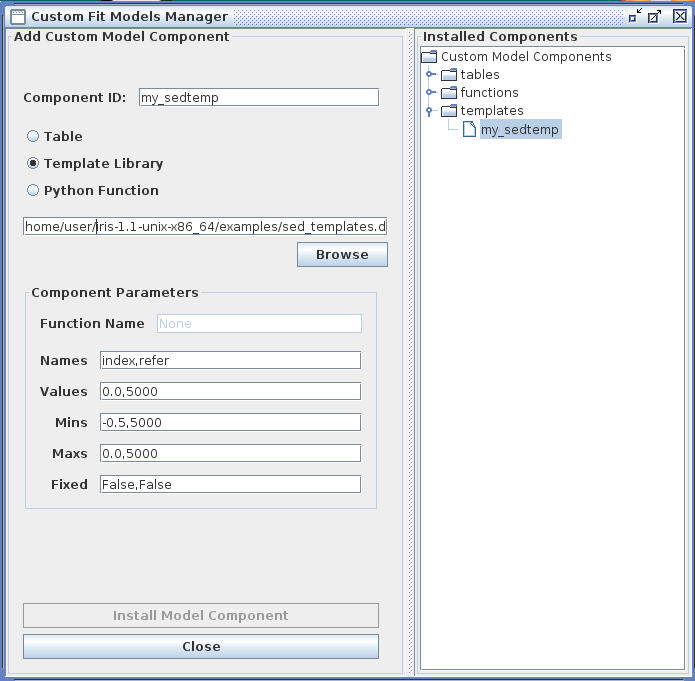 Custom Fit Models Manager
Add Custom Model Component
Component ID: my_sedtemp
Table
Template Library
Python Function
home/user/iris-1.1-unix-x86_64/examples/sed_templates.d
Browse
Component Parameters
Function Name None
Names index,refer
Values 0.0,5000
Mins -0.5,5000
Maxs 0.0,5000
Fixed False,False
Install Model Component
Close
Installed Components
Custom Model Components
tables
functions
templates
my_sedtemp